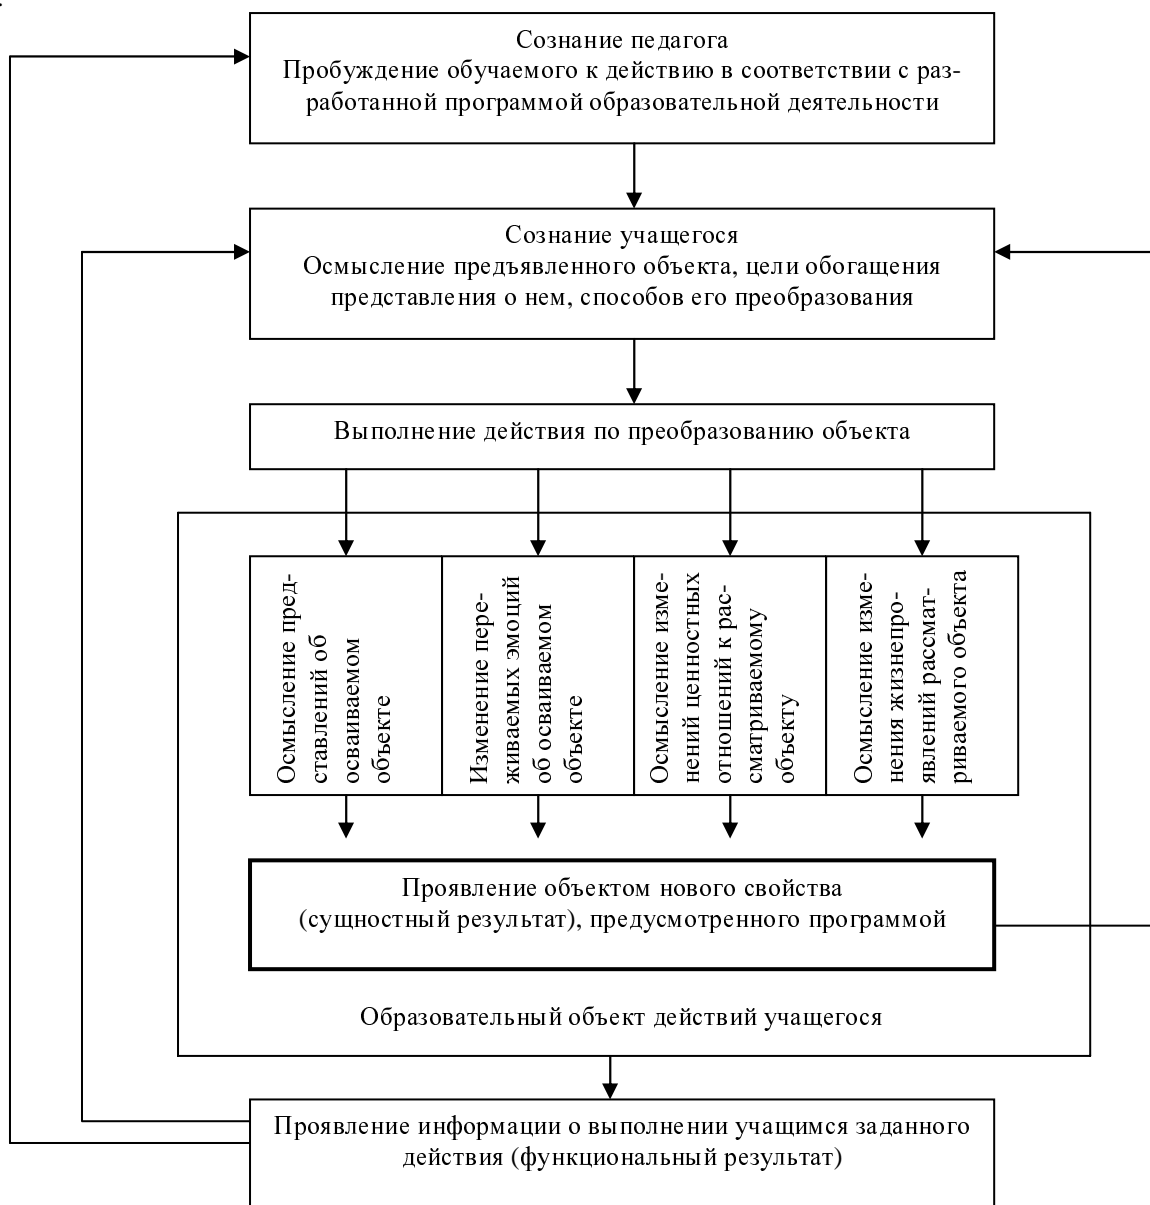 Сознание педагога
Пробуждение обучаемого к действию в соответствии с раз-
работанной программой образовательной деятельности
Сознание учащегося
Осмысление предъявленного объекта, цели обогащения
представления о нем, способов его преобразования
Выполнение действия по преобразованию объекта
Осмысление пред-
ставлений об
осваиваемом
объекте
Изменение пере-
живаемых эмоций
об осваиваемом
объекте
Осмысление изме-
нений ценностных
отношений к рас-
сматриваемому
объекту
Осмысление изме-
нения жизнепро-
явлений рассмат-
риваемого объекта
Проявление объектом нового свойства
(сущностный результат), предусмотренного программой
Образовательный объект действий учащегося
Проявление информации о выполнении учащимся заданного
действия (функциональный результат)